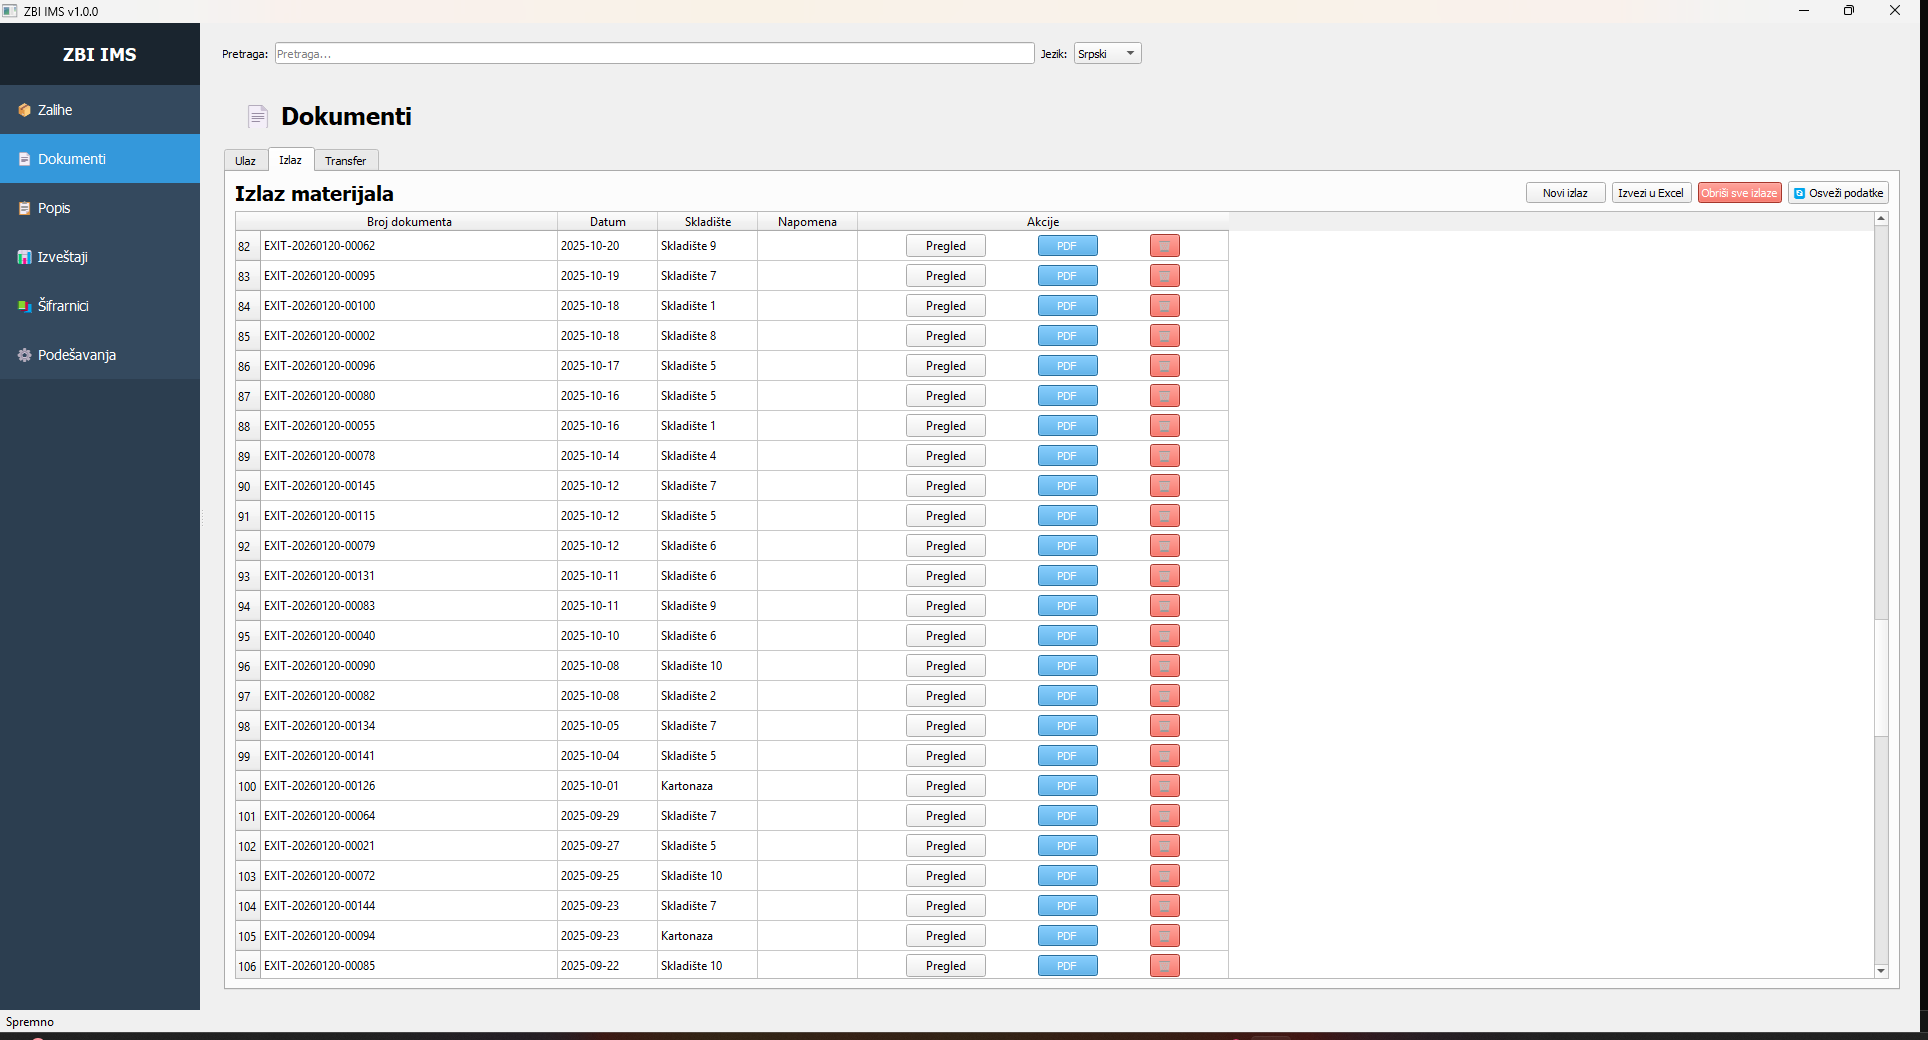 ZBI IMS v1.0.0
ZBI IMS
Zalihe
Dokumenti
Popis
Izveštaji
Šifrarnici
Podešavanja
Pretraga: Pretraga... Jezik: Srpski
Dokumenti
Ulaz Izlaz Transfer
Izlaz materijala Novi izlaz Izvezi u Excel Obriši sve izlaze Osveži podatke
Broj dokumenta Datum Skladište Napomena Akcije
82 EXIT-20260120-00062 2025-10-20 Skladište 9 Pregled PDF
83 EXIT-20260120-00095 2025-10-19 Skladište 7 Pregled PDF
84 EXIT-20260120-00100 2025-10-18 Skladište 1 Pregled PDF
85 EXIT-20260120-00002 2025-10-18 Skladište 8 Pregled PDF
86 EXIT-20260120-00096 2025-10-17 Skladište 5 Pregled PDF
87 EXIT-20260120-00080 2025-10-16 Skladište 5 Pregled PDF
88 EXIT-20260120-00055 2025-10-16 Skladište 1 Pregled PDF
89 EXIT-20260120-00078 2025-10-14 Skladište 4 Pregled PDF
90 EXIT-20260120-00145 2025-10-12 Skladište 7 Pregled PDF
91 EXIT-20260120-00115 2025-10-12 Skladište 5 Pregled PDF
92 EXIT-20260120-00079 2025-10-12 Skladište 6 Pregled PDF
93 EXIT-20260120-00131 2025-10-11 Skladište 6 Pregled PDF
94 EXIT-20260120-00083 2025-10-11 Skladište 9 Pregled PDF
95 EXIT-20260120-00040 2025-10-10 Skladište 6 Pregled PDF
96 EXIT-20260120-00090 2025-10-08 Skladište 10 Pregled PDF
97 EXIT-20260120-00082 2025-10-08 Skladište 2 Pregled PDF
98 EXIT-20260120-00134 2025-10-05 Skladište 7 Pregled PDF
99 EXIT-20260120-00141 2025-10-04 Skladište 5 Pregled PDF
100 EXIT-20260120-00126 2025-10-01 Kartonaza Pregled PDF
101 EXIT-20260120-00064 2025-09-29 Skladište 7 Pregled PDF
102 EXIT-20260120-00021 2025-09-27 Skladište 5 Pregled PDF
103 EXIT-20260120-00072 2025-09-25 Skladište 10 Pregled PDF
104 EXIT-20260120-00144 2025-09-23 Skladište 7 Pregled PDF
105 EXIT-20260120-00094 2025-09-23 Kartonaza Pregled PDF
106 EXIT-20260120-00085 2025-09-22 Skladište 10 Pregled PDF
Spremno